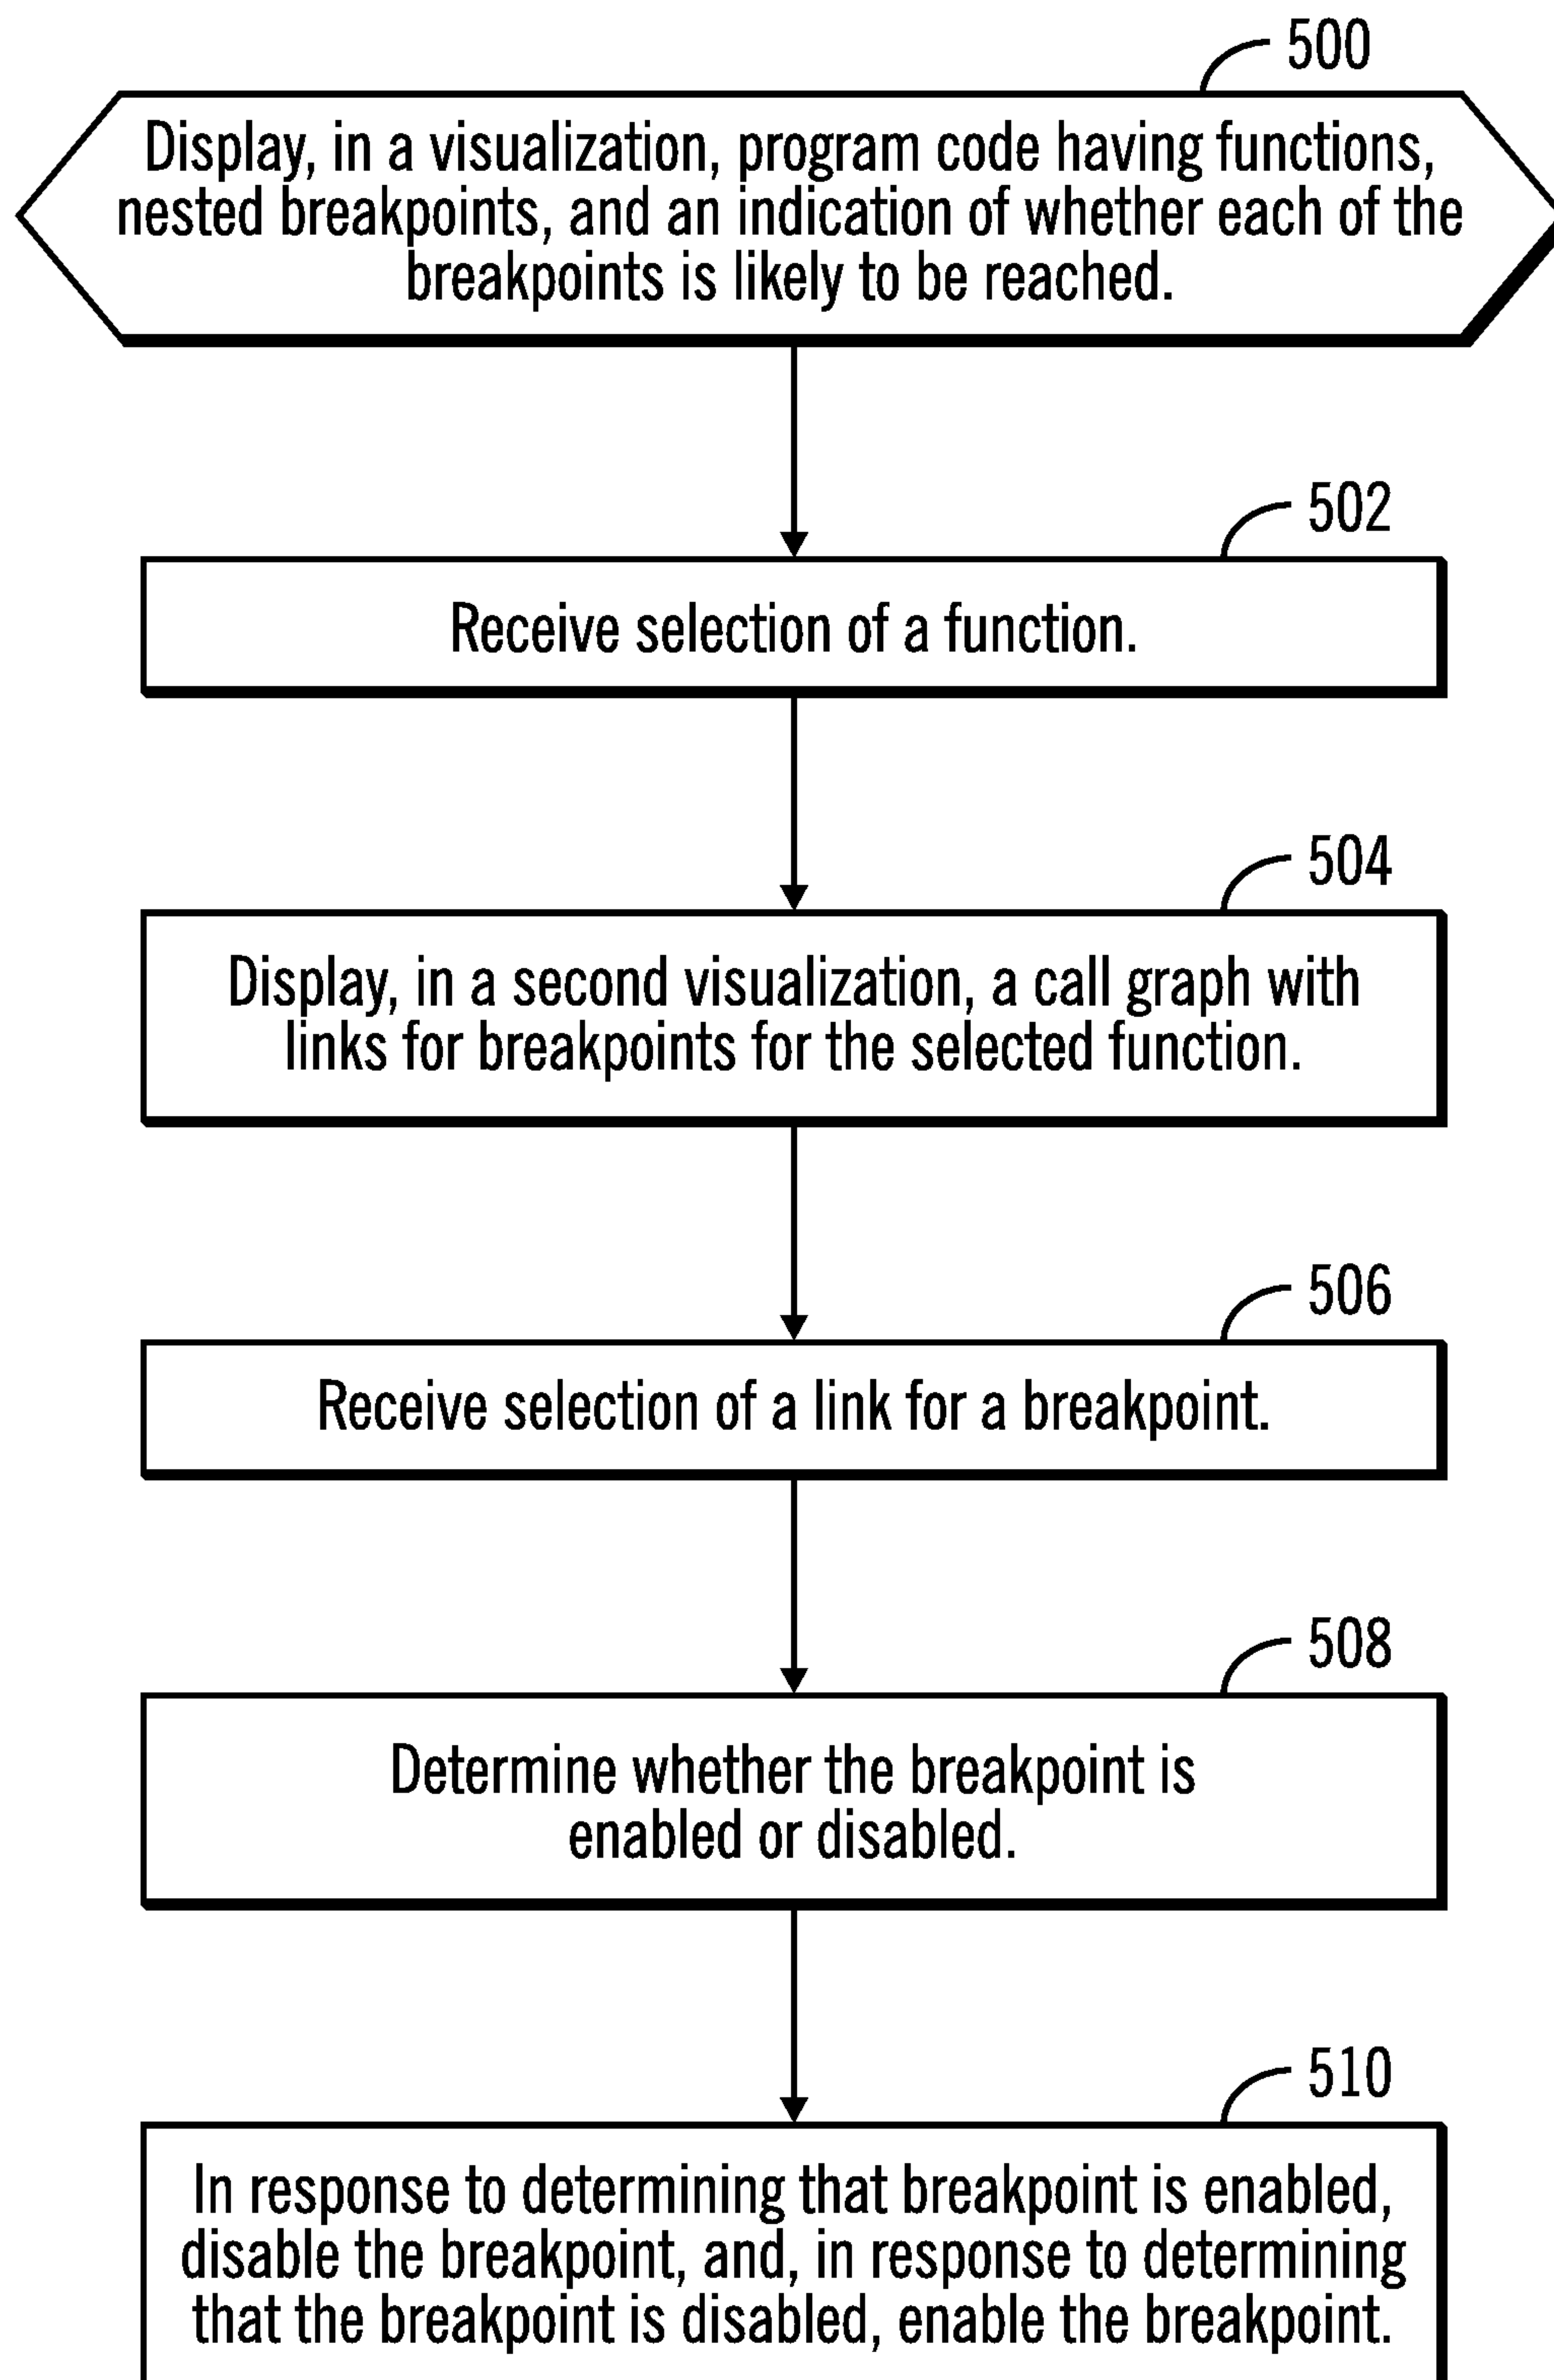 500
Display, in a visualization, program code having functions,
nested breakpoints, and an indication of whether each of the
breakpoints is likely to be reached.
502
Receive selection of a function.
504
Display, in a second visualization, a call graph with
links for breakpoints for the selected function.
506
Receive selection of a link for a breakpoint.
508
Determine whether the breakpoint is
enabled or disabled.
510
In response to determining that breakpoint is enabled,
disable the breakpoint, and, in response to determining
that the breakpoint is disabled, enable the breakpoint.